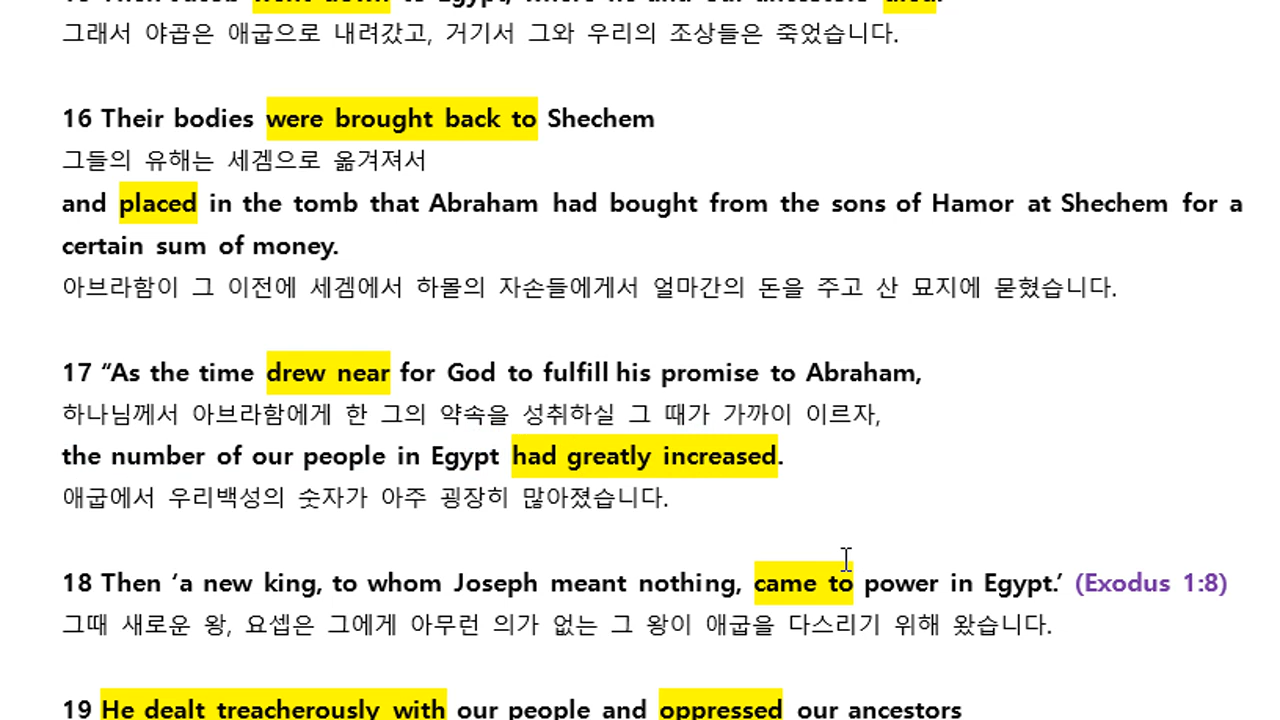 15 Then Jacob went down to Egypt, where he and our ancestors died.
그래서 야곱은 애굽으로 내려갔고, 거기서 그와 우리의 조상들은 죽었습니다.
16 Their bodies were brought back to Shechem
그들의 유해는 세겜으로 옮겨져서
and placed in the tomb that Abraham had bought from the sons of Hamor at Shechem for a
certain sum of money.
아브라함이 그 이전에 세겜에서 하몰의 자손들에게서 얼마간의 돈을 주고 산 묘지에 묻혔습니다.
17 “As the time drew near for God to fulfill his promise to Abraham,
하나님께서 아브라함에게 한 그의 약속을 성취하실 그 때가 가까이 이르자,
the number of our people in Egypt had greatly increased.
애굽에서 우리백성의 숫자가 아주 굉장히 많아졌습니다.
18 Then ‘a new king, to whom Joseph meant nothing, came to power in Egypt.’ (Exodus 1:8)
그때 새로운 왕, 요셉은 그에게 아무런 의가 없는 그 왕이 애굽을 다스리기 위해 왔습니다.
19 He dealt treacherously with our people and oppressed our ancestors